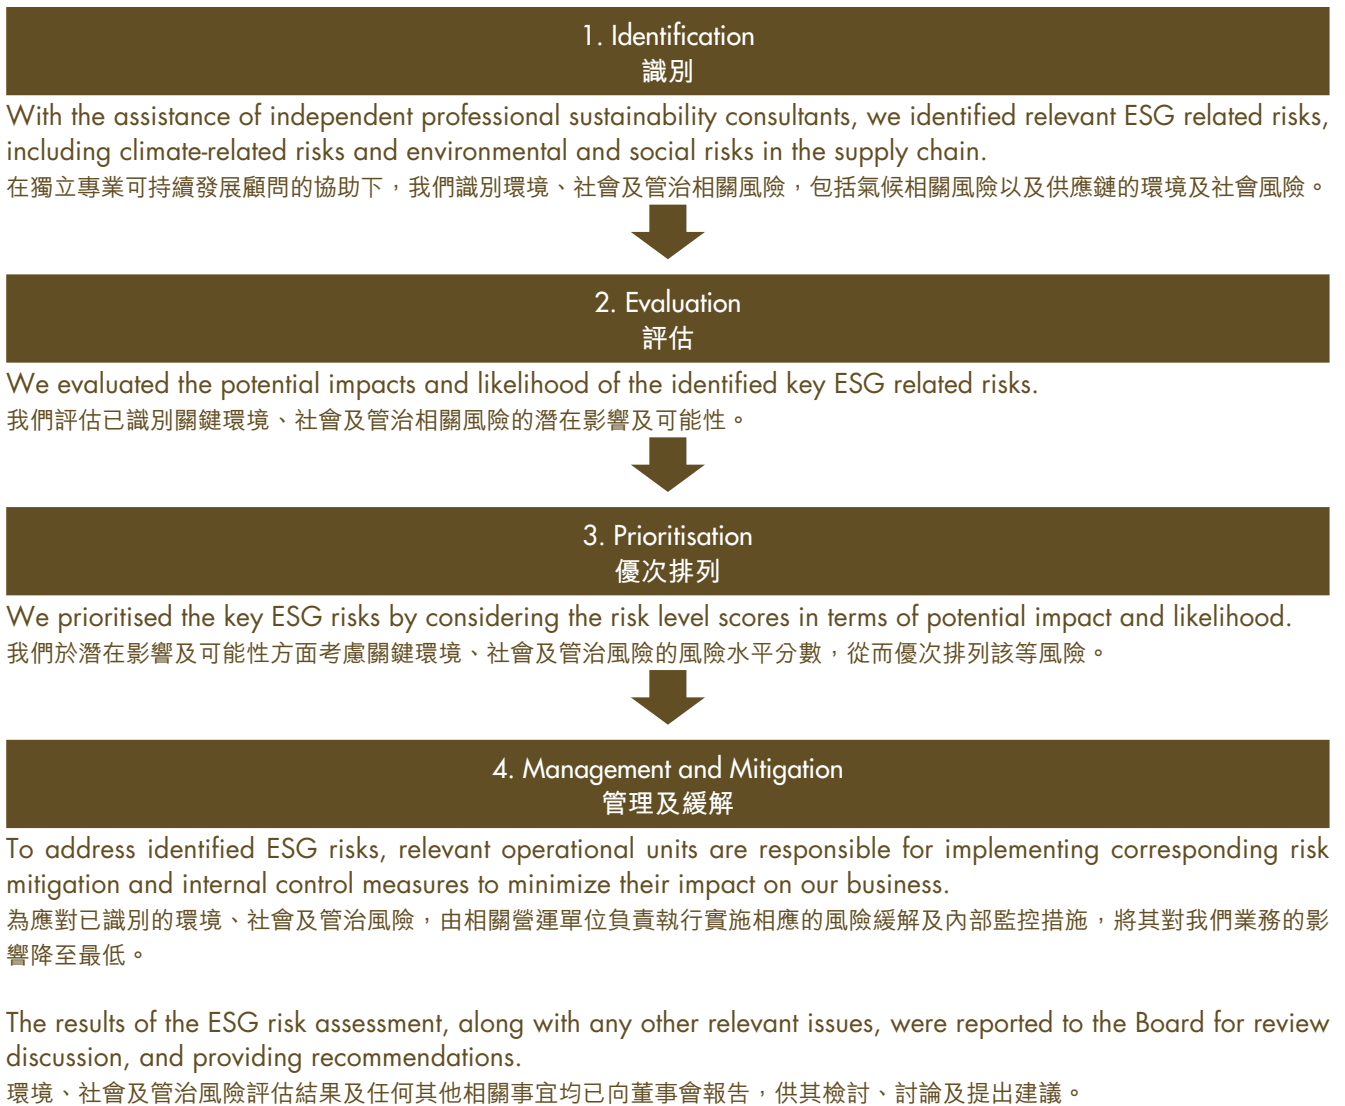 1. Identification
識別
With the assistance of independent professional sustainability consultants, we identified relevant ESG related risks,
including climate-related risks and environmental and social risks in the supply chain.
在獨立專業可持續發展顧問的協助下，我們識別環境、社會及管治相關風險，包括氣候相關風險以及供應鏈的環境及社會風險。
2. Evaluation
評估
We evaluated the potential impacts and likelihood of the identified key ESG related risks.
我們評估已識別關鍵環境、社會及管治相關風險的潛在影響及可能性。
3. Prioritisation
優次排列
We prioritised the key ESG risks by considering the risk level scores in terms of potential impact and likelihood.
我們於潛在影響及可能性方面考慮關鍵環境、社會及管治風險的風險水平分數，從而優次排列該等風險。
4. Management and Mitigation
管理及緩解
To address identified ESG risks, relevant operational units are responsible for implementing corresponding risk
mitigation and internal control measures to minimize their impact on our business.
為應對已識別的環境、社會及管治風險，由相關營運單位負責執行實施相應的風險緩解及內部監控措施，將其對我們業務的影
響降至最低。
The results of the ESG risk assessment, along with any other relevant issues, were reported to the Board for review
discussion, and providing recommendations.
環境、社會及管治風險評估結果及任何其他相關事宜均已向董事會報告，供其檢討、討論及提出建議。